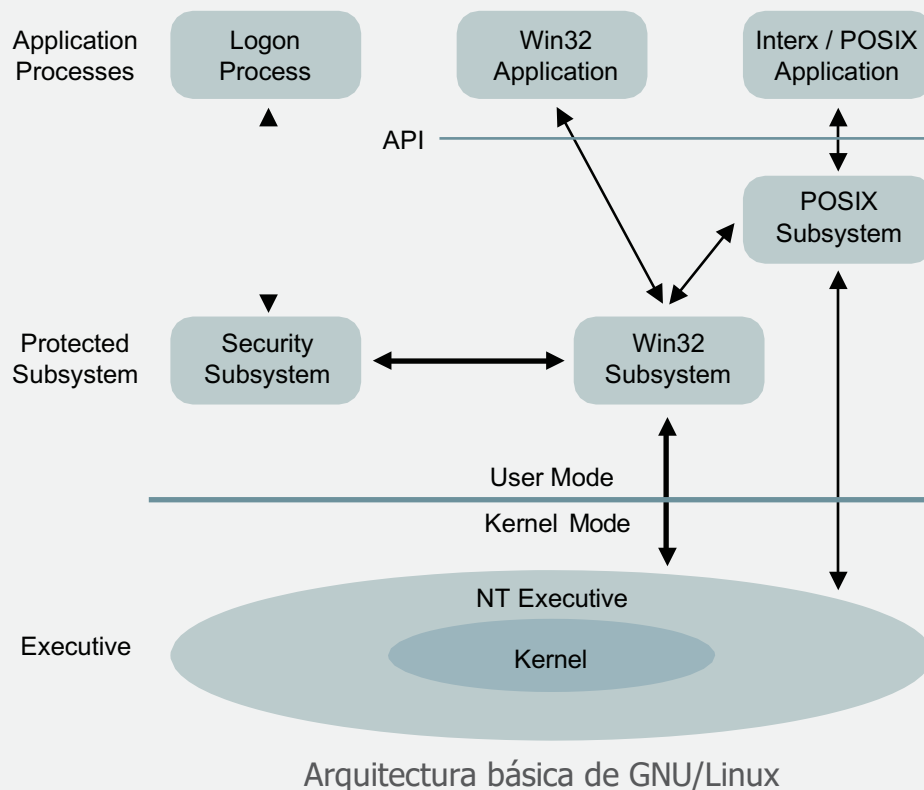 Application
Processes
Logon
Process
Win32
Application
Interx / POSIX
Application
API
POSIX
Subsystem
Protected
Subsystem
Security
Subsystem
Win32
Subsystem
User Mode
Kernel Mode
NT Executive
Executive
Kernel
Arquitectura básica de GNU/Linux